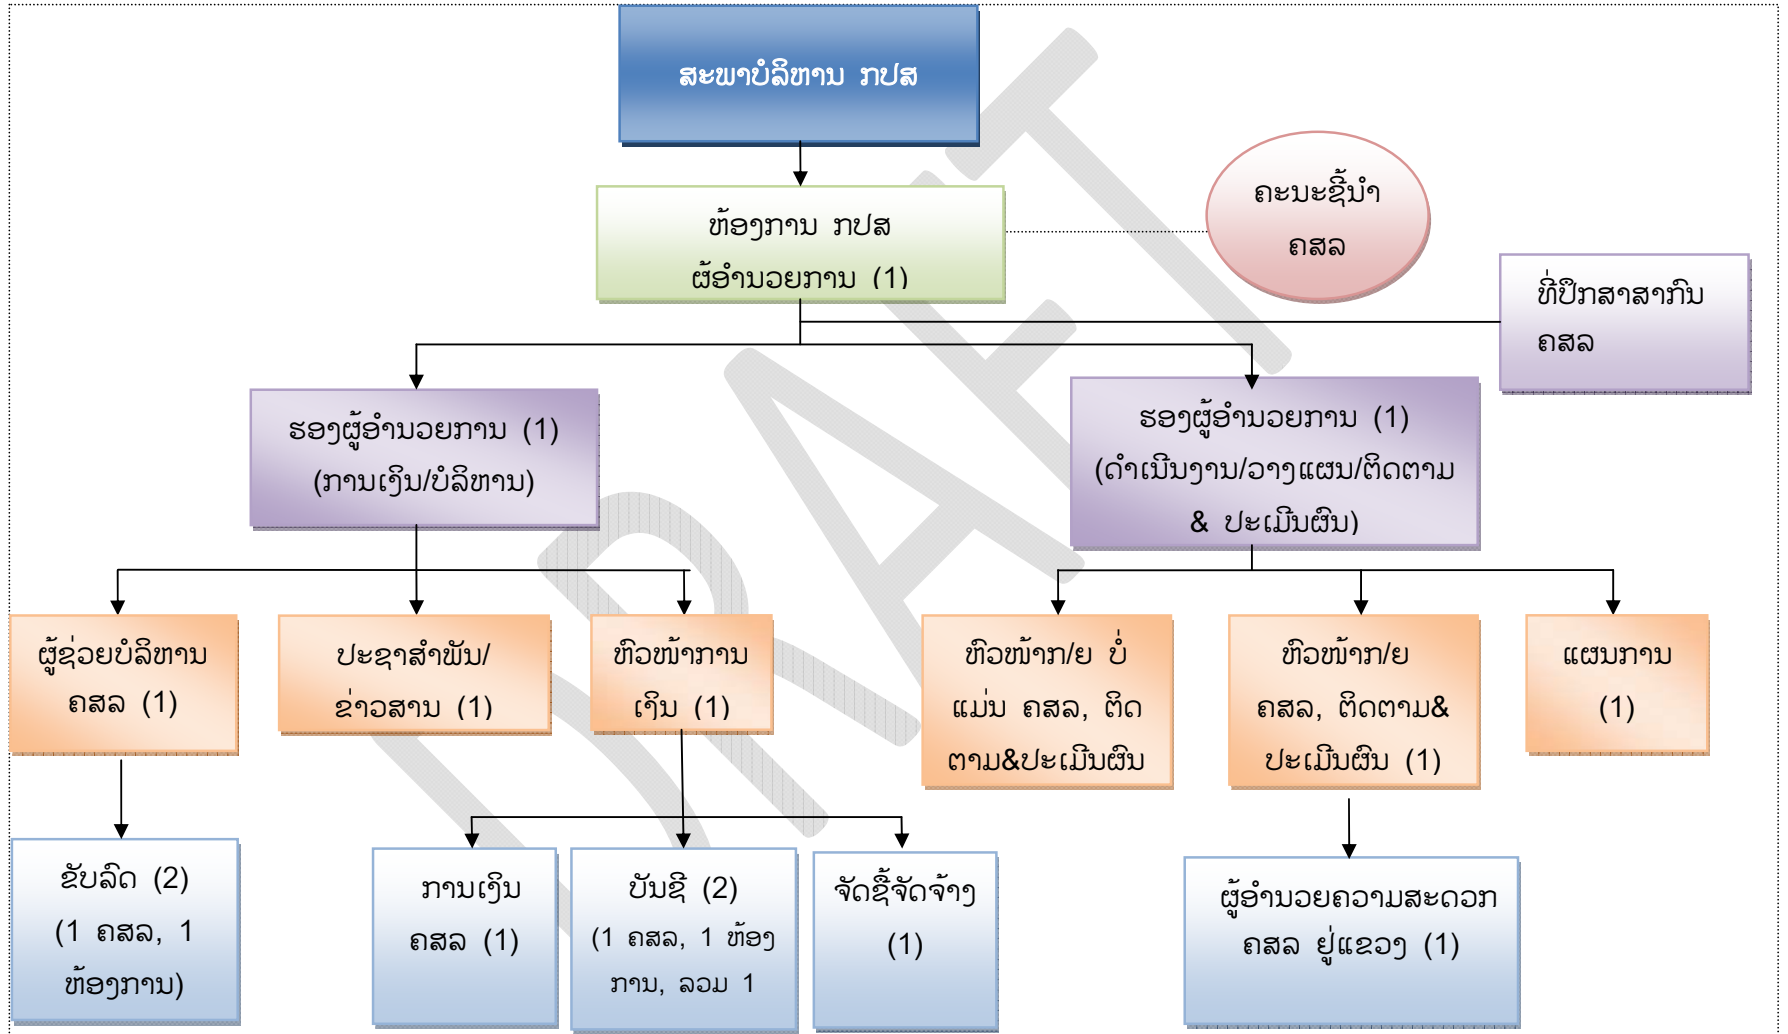 ສະພາບໍລິຫານ ກປສ
ຫ້ອງການ ກປສ
ຜູ້ອຳນວຍການ (1)
ຄະນະຊີ້ນຳ
ຄສລ
ທີ່ປຶກສາສາກົນ
ຄສລ
ຮອງຜູ້ອຳນວຍການ (1)
(ການເງິນ/ບໍລິຫານ)
ຮອງຜູ້ອຳນວຍການ (1)
(ດຳເນີນງານ/ວາງແຜນ/ຕິດຕາມ
& ປະເມີນຜົນ)
ຜູ້ຊ່ວຍບໍລິຫານ
ຄສລ (1)
ປະຊາສຳພັນ/
ຂ່າວສານ (1)
ຫົວໜ້າການ
ເງິນ (1)
ຫົວໜ້າກ/ຍ ບໍ່
ແມ່ນ ຄສລ, ຕິດ
ຕາມ&ປະເມີນຜົນ
ຫົວໜ້າກ/ຍ
ຄສລ, ຕິດຕາມ&
ປະເມີນຜົນ (1)
ແຜນການ
(1)
ຂັບລົດ (2)
(1 ຄສລ, 1
ຫ້ອງການ)
ການເງິນ
ຄສລ (1)
ບັນຊີ (2)
(1 ຄສລ, 1 ຫ້ອງ
ການ, ລວມ 1
ຈັດຊື້ຈັດຈ້າງ
(1)
ຜູ້ອຳນວຍຄວາມສະດວກ
ຄສລ ຢູ່ແຂວງ (1)
DRAFT